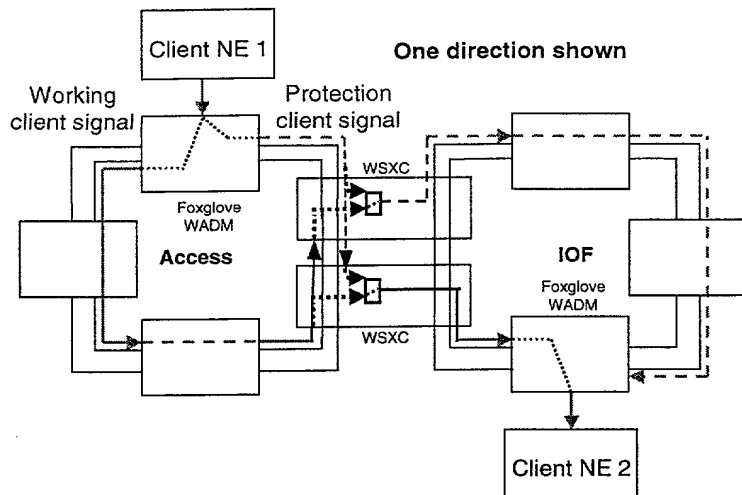 Client NE 1
One direction shown
Working
client signal
Protection
client signal
WSXC
Foxglove
WADM
Access
IOF
Foxglove
WADM
WSXC
Client NE 2